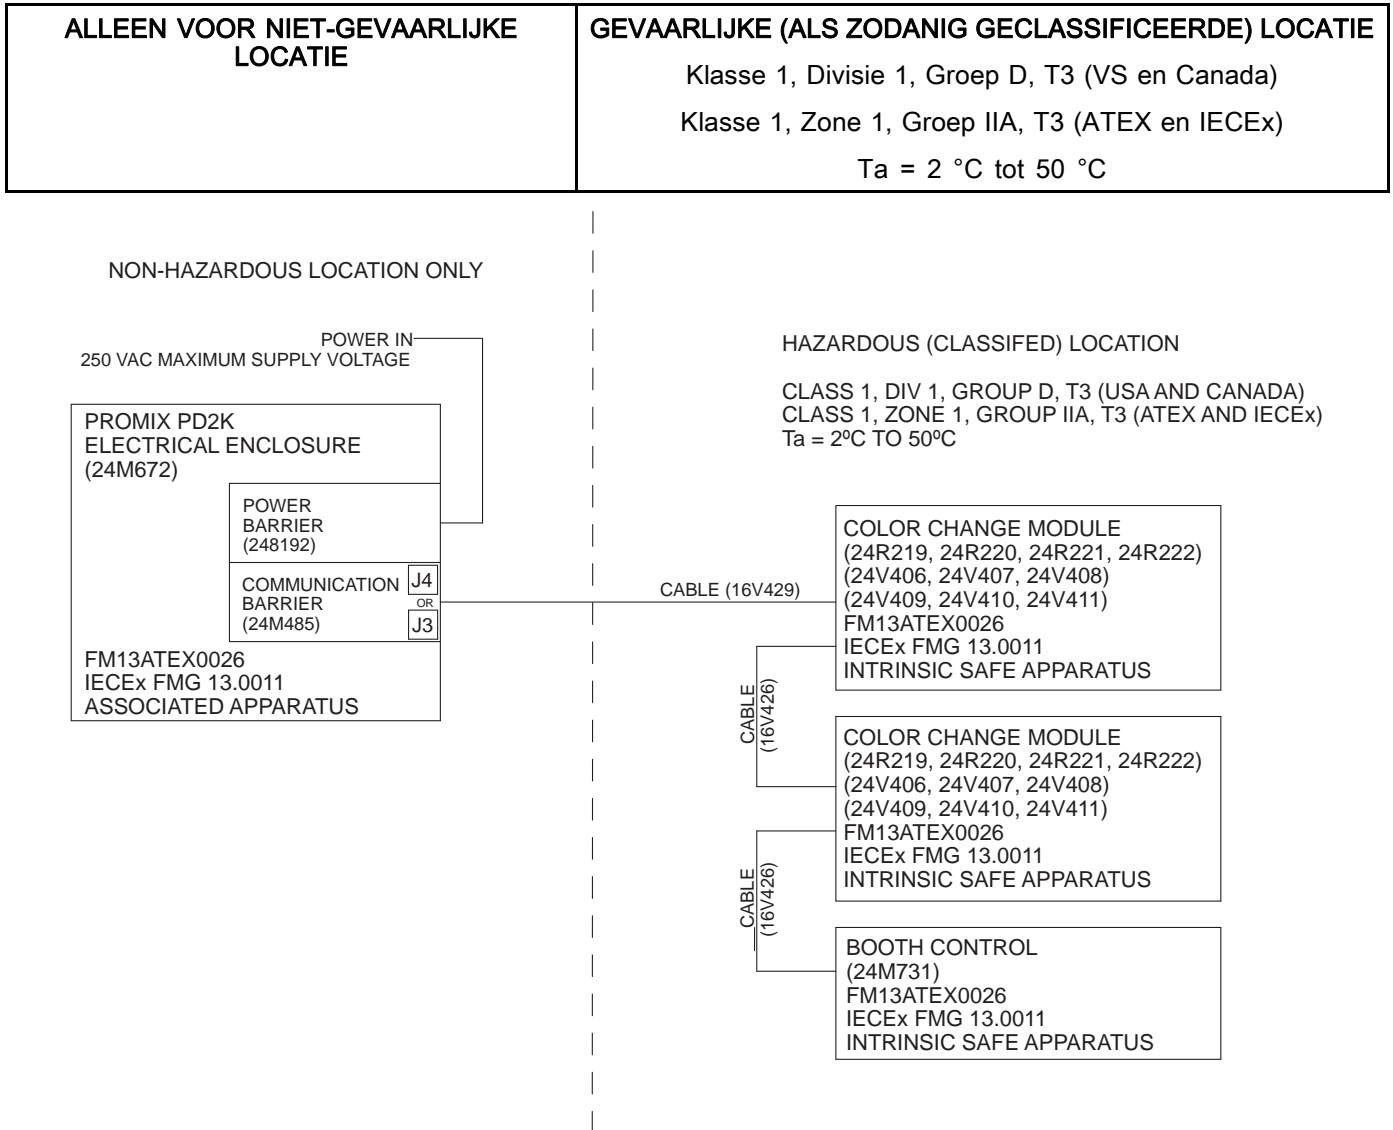 ALLEEN VOOR NIET-GEVAARLIJKE
LOCATIE
GEVAARLIJKE (ALS ZODANIG GECLASSIFICEERDE) LOCATIE
Klasse 1, Divisie 1, Groep D, T3 (VS en Canada)
Klasse 1, Zone 1, Groep IIA, T3 (ATEX en IECEx)
Ta = 2 °C tot 50 °C
NON-HAZARDOUS LOCATION ONLY
POWER IN
250 VAC MAXIMUM SUPPLY VOLTAGE
PROMIX PD2K
ELECTRICAL ENCLOSURE
(24M672)
POWER
BARRIER
(248192)
COMMUNICATION
BARRIER
(24M485)
J4
OR
J3
FM13ATEX0026
IECEx FMG 13.0011
ASSOCIATED APPARATUS
HAZARDOUS (CLASSIFED) LOCATION
CLASS 1, DIV 1, GROUP D, T3 (USA AND CANADA)
CLASS 1, ZONE 1, GROUP IIA, T3 (ATEX AND IECEx)
Ta = 2ºC TO 50ºC
CABLE (16V429)
COLOR CHANGE MODULE
(24R219, 24R220, 24R221, 24R222)
(24V406, 24V407, 24V408)
(24V409, 24V410, 24V411)
FM13ATEX0026
IECEx FMG 13.0011
INTRINSIC SAFE APPARATUS
CABLE
(16V426)
COLOR CHANGE MODULE
(24R219, 24R220, 24R221, 24R222)
(24V406, 24V407, 24V408)
(24V409, 24V410, 24V411)
FM13ATEX0026
IECEx FMG 13.0011
INTRINSIC SAFE APPARATUS
CABLE
(16V426)
BOOTH CONTROL
(24M731)
FM13ATEX0026
IECEx FMG 13.0011
INTRINSIC SAFE APPARATUS